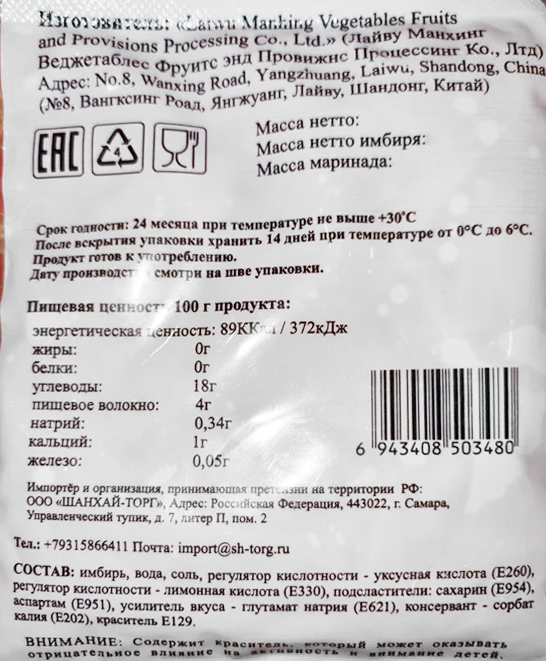 Изготовитель: «Laiwu Manhing Vegetables Fruits
and Provisions Processing Co., Ltd.» (Лайву Манхинг
Веджетаблес Фруитс энд Провижнс Процессинг Ко., Лтд)
Адрес: No.8, Wanxing Road, Yangzhuang, Laiwu, Shandong, China
(№8, Вангксинг Роад, Янгжуанг, Лайву, Шандонг, Китай)
EAC
4
Масса нетто:
Масса нетто имбиря:
Масса маринада:
Срок годности: 24 месяца при температуре не выше +30°С
После вскрытия упаковки хранить 14 дней при температуре от 0°С до 6°С.
Продукт готов к употреблению.
Дату производст смотри на шве упаковки.
Пищевая ценност 100 г продукта:
энергетическая ценность: 89ККал / 372кДж
жиры: 0г
белки: 0г
углеводы: 18г
пищевое волокно: 4г
натрий: 0,34г
кальций: 1г
железо: 0,05г
6 943408 503480
Импортёр и организация, принимающая претензии на территории РФ:
ООО «ШАНХАЙ-ТОРГ», Адрес: Российская Федерация, 443022, г. Самара,
Управленческий тупик, д. 7, литер П, пом. 2
Тел.: +79315866411 Почта: import@sh-torg.ru
СОСТАВ: имбирь, вода, соль, регулятор кислотности - уксусная кислота (Е260),
регулятор кислотности - лимонная кислота (Е330), подсластители: сахарин (Е954),
аспартам (Е951), усилитель вкуса - глутамат натрия (Е621), консервант - сорбат
калия (Е202), краситель Е129.
ВНИМАНИЕ: Содержит краситель, который может оказывать
отрицательное влияние на активность и внимание детей.